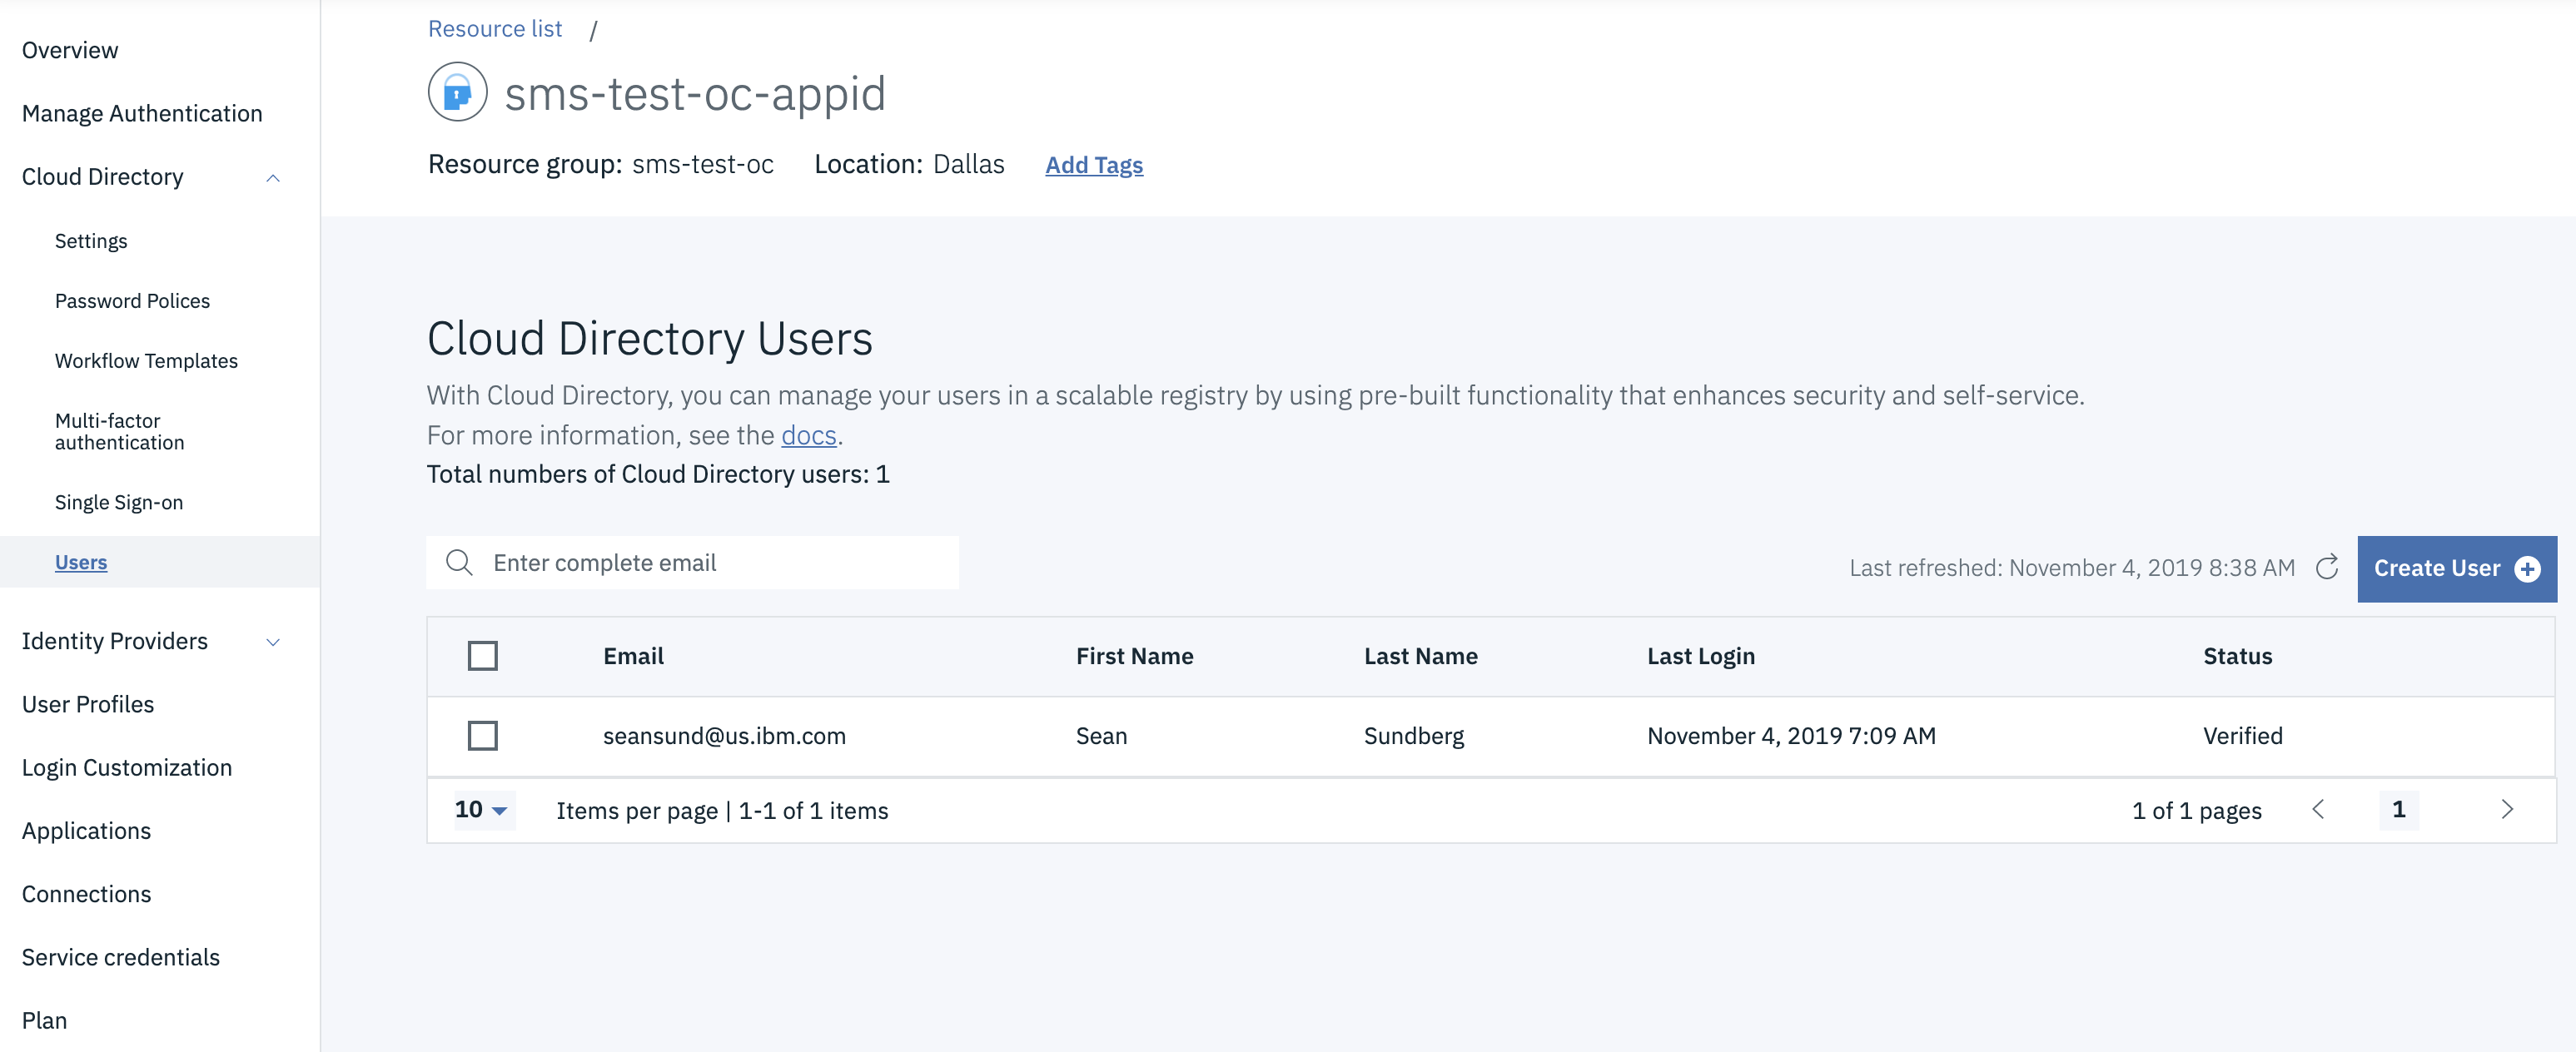 Overview
Manage Authentication
Cloud Directory
Settings
Password Polices
Workflow Templates
Multi-factor
authentication
Single Sign-on
Users
Identity Providers
User Profiles
Login Customization
Applications
Connections
Service credentials
Plan
Resource list /
sms-test-oc-appid
Resource group: sms-test-oc Location: Dallas Add Tags
Cloud Directory Users
With Cloud Directory, you can manage your users in a scalable registry by using pre-built functionality that enhances security and self-service.
For more information, see the docs.
Total numbers of Cloud Directory users: 1
Enter complete email
Last refreshed: November 4, 2019 8:38 AM Create User
Email First Name Last Name Last Login Status
seansund@us.ibm.com Sean Sundberg November 4, 2019 7:09 AM Verified
10 Items per page | 1-1 of 1 items 1 of 1 pages 1